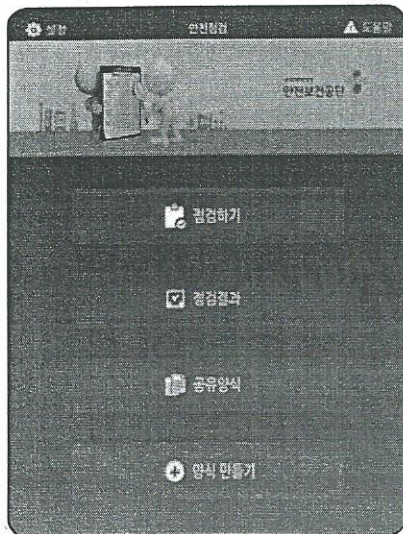 설정 안전점검 도움말
안전보건공단
점검하기
점검결과
공유양식
양식 만들기